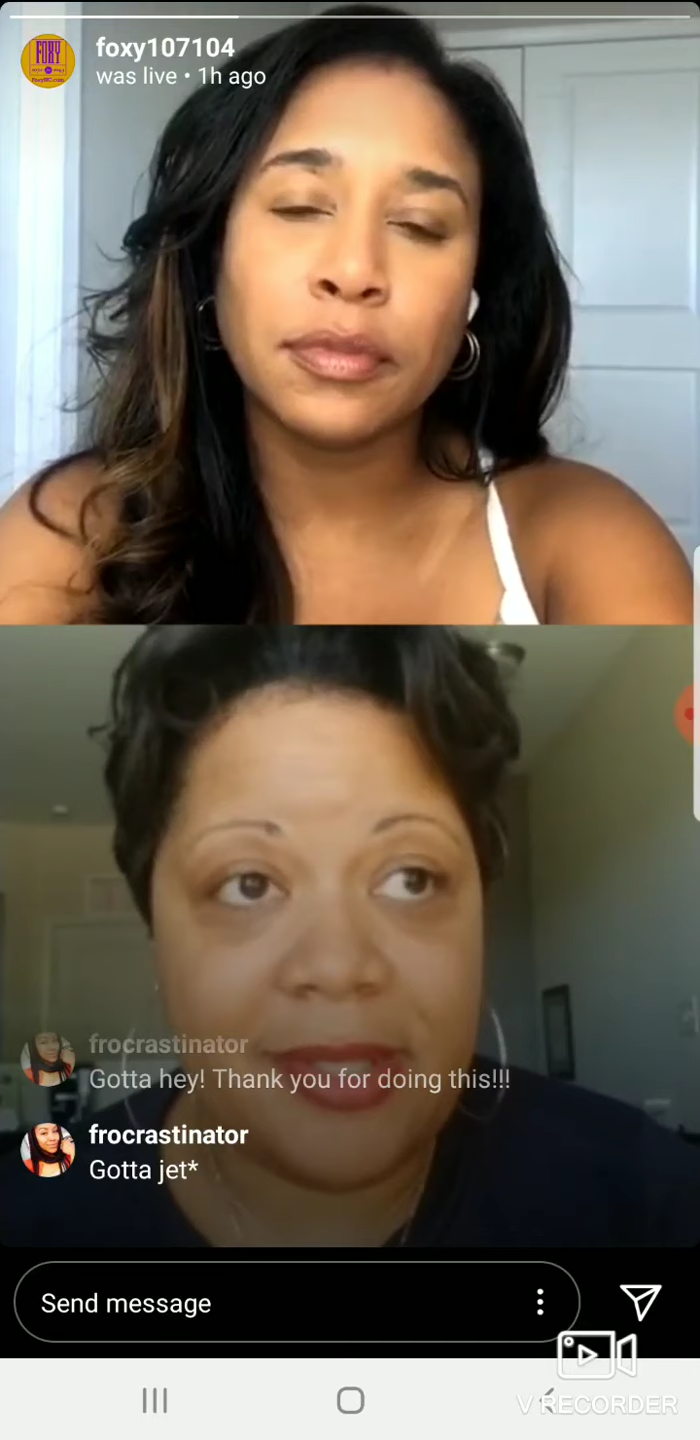 foxy107104
was live • 1h ago
FOXY
frocrastinator
Gotta hey! Thank you for doing this!!!
frocrastinator
Gotta jet*
Send message
V RECORDER